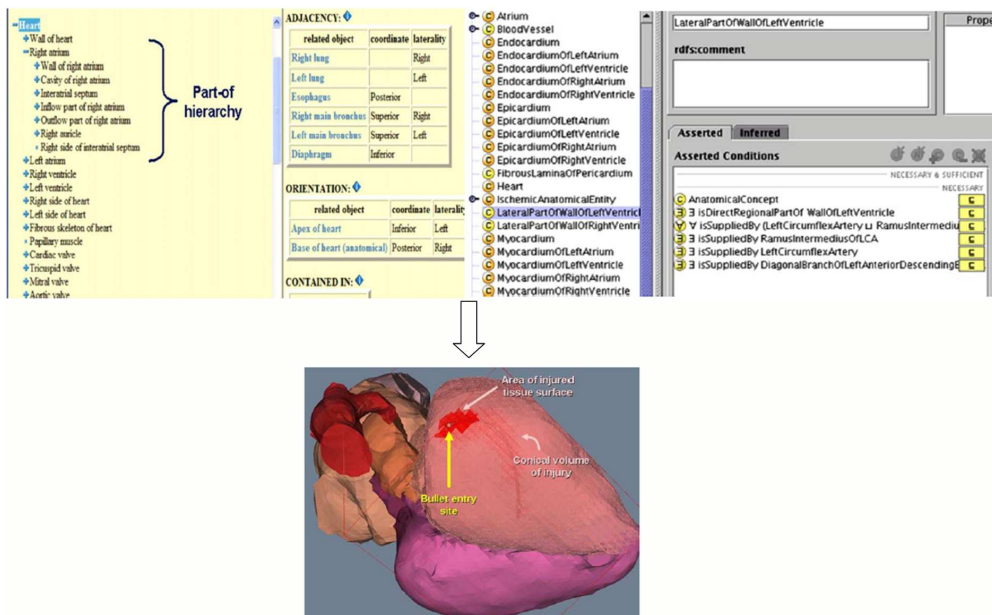 Heart
Wall of heart
Right atrium
Wall of right atrium
Cavity of right atrium
Interatrial septum
Inflow part of right atrium
Outflow part of right atrium
Right auricle
Right side of interatrial septum
Left atrium
Right ventricle
Left ventricle
Right side of heart
Left side of heart
Fibrous skeleton of heart
Papillary muscle
Cardiac valve
Tricuspid valve
Mitral valve
Aortic valve
Part-of
hierarchy
ADJACENCY:
related object coordinate laterality
Right lung Right
Left lung Left
Esophagus Posterior
Right main bronchus Superior Right
Left main bronchus Superior Left
Diaphragm Inferior
ORIENTATION:
related object coordinate laterality
Apex of heart Inferior Left
Base of heart (anatomical) Posterior Right
CONTAINED IN:
C Atrium
C BloodVessel
C Endocardium
C EndocardiumOfLeftAtrium
C EndocardiumOfLeftVentricle
C EndocardiumOfRightAtrium
C EndocardiumOfRightVentricle
C Epicardium
C EpicardiumOfLeftAtrium
C EpicardiumOfLeftVentricle
C EpicardiumOfRightAtrium
C EpicardiumOfRightVentricle
C FibrousLaminaOfPericardium
C Heart
C IschemicAnatomicalEntity
C LateralPartOfWallOfLeftVentricl
C LateralPartOfWallOfRightVentri
C Myocardium
C MyocardiumOfLeftAtrium
C MyocardiumOfLeftVentricle
C MyocardiumOfRightAtrium
C MyocardiumOfRightVentricle
LateralPartOfWallOfLeftVentricle
Prope
rdfs:comment
Asserted Inferred
Asserted Conditions
NECESSARY & SUFFICIENT
NECESSARY
C AnatomicalConcept
∃ isDirectRegionalPartOf WallOfLeftVentricle
∀ isSuppliedBy (LeftCircumflexArtery ⊔ RamusIntermediu
∃ isSuppliedBy RamusIntermediusOfLCA
∃ isSuppliedBy LeftCircumflexArtery
∃ isSuppliedBy DiagonalBranchOfLeftAnteriorDescending
Area of injured
tissue surface
Conical volume
of injury
Bullet entry
site